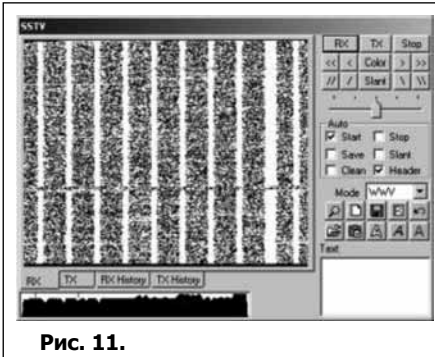 SSTV
RX TX Stop
<< < Color > >>
// / Slant \ \\
Auto
Start Stop
Save Slant
Clean Header
Mode WWV
Text
RX TX RX History TX History
Рис. 11.